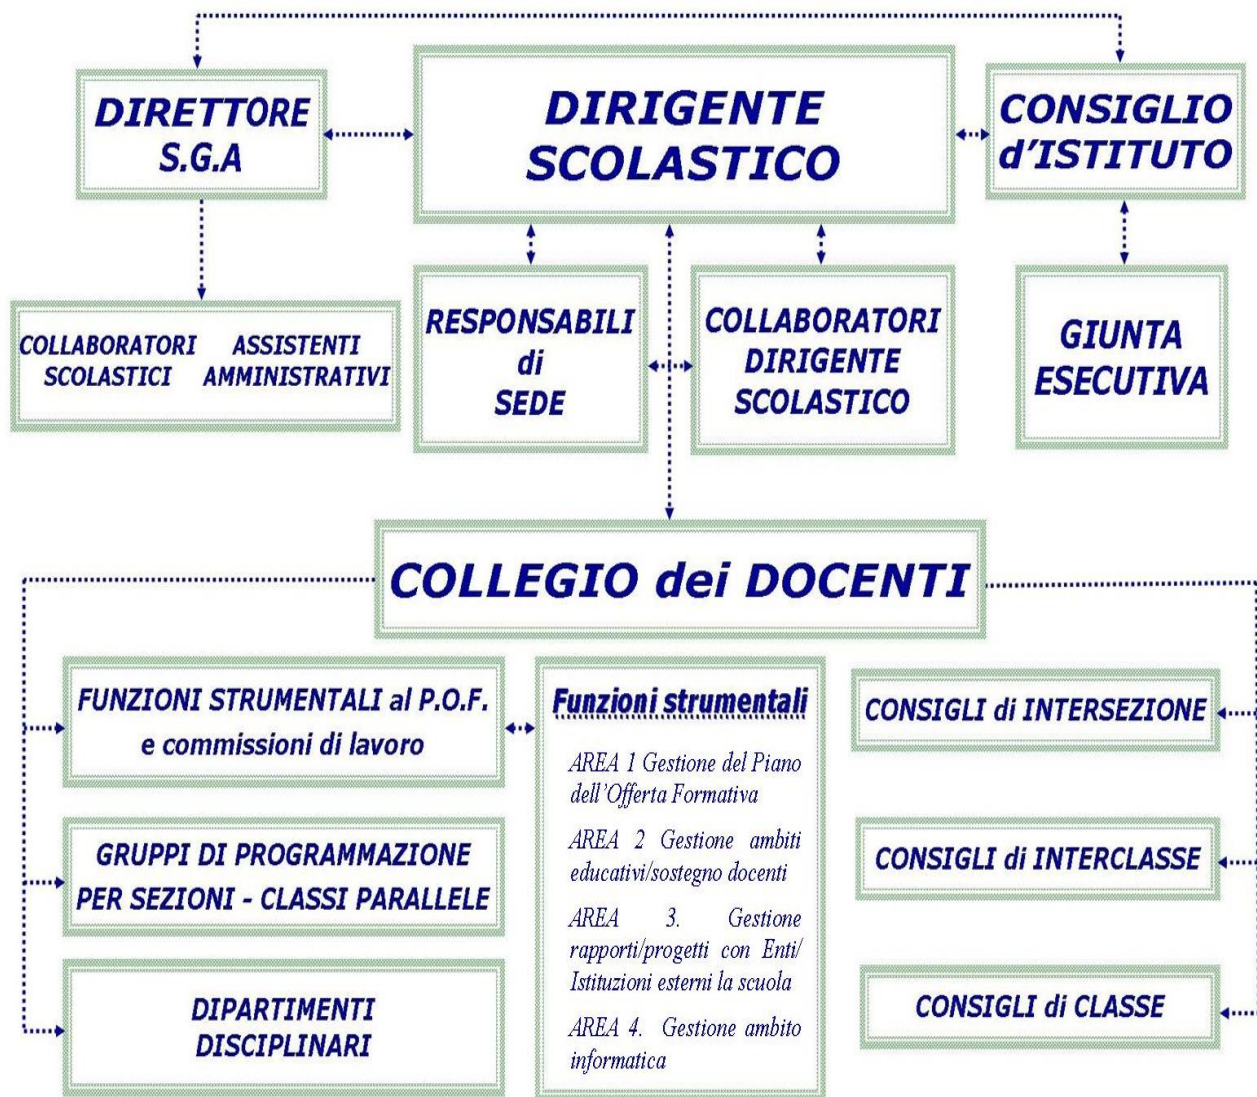 DIRETTORE
S.G.A
DIRIGENTE
SCOLASTICO
CONSIGLIO
d'ISTITUTO
COLLABORATORI
SCOLASTICI
ASSISTENTI
AMMINISTRATIVI
RESPONSABILI
di
SEDE
COLLABORATORI
DIRIGENTE
SCOLASTICO
GIUNTA
ESECUTIVA
COLLEGIO dei DOCENTI
FUNZIONI STRUMENTALI al P.O.F.
e commissioni di lavoro
GRUPPI DI PROGRAMMAZIONE
PER SEZIONI - CLASSI PARALLELE
DIPARTIMENTI
DISCIPLINARI
Funzioni strumentali
AREA 1 Gestione del Piano
dell'Offerta Formativa
AREA 2 Gestione ambiti
educativi/sostegno docenti
AREA 3. Gestione
rapporti/progetti con Enti/
Istituzioni esterni la scuola
AREA 4. Gestione ambito
informatica
CONSIGLI di INTERSEZIONE
CONSIGLI di INTERCLASSE
CONSIGLI di CLASSE